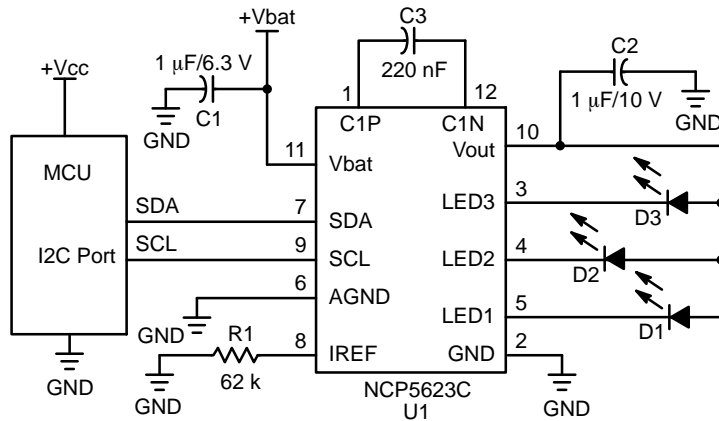 +Vbat
C3
C2
1 µF/6.3 V
220 nF
+Vcc
GND
C1
1
12
1 µF/10 V
GND
C1P
C1N
10
Vout
11
Vbat
MCU
LED3
3
D3
SDA
7
SDA
SCL
9
SCL
LED2
4
D2
I2C Port
6
AGND
GND
LED1
5
D1
R1
8
IREF
GND
2
62 k
GND
GND
GND
NCP5623C
U1